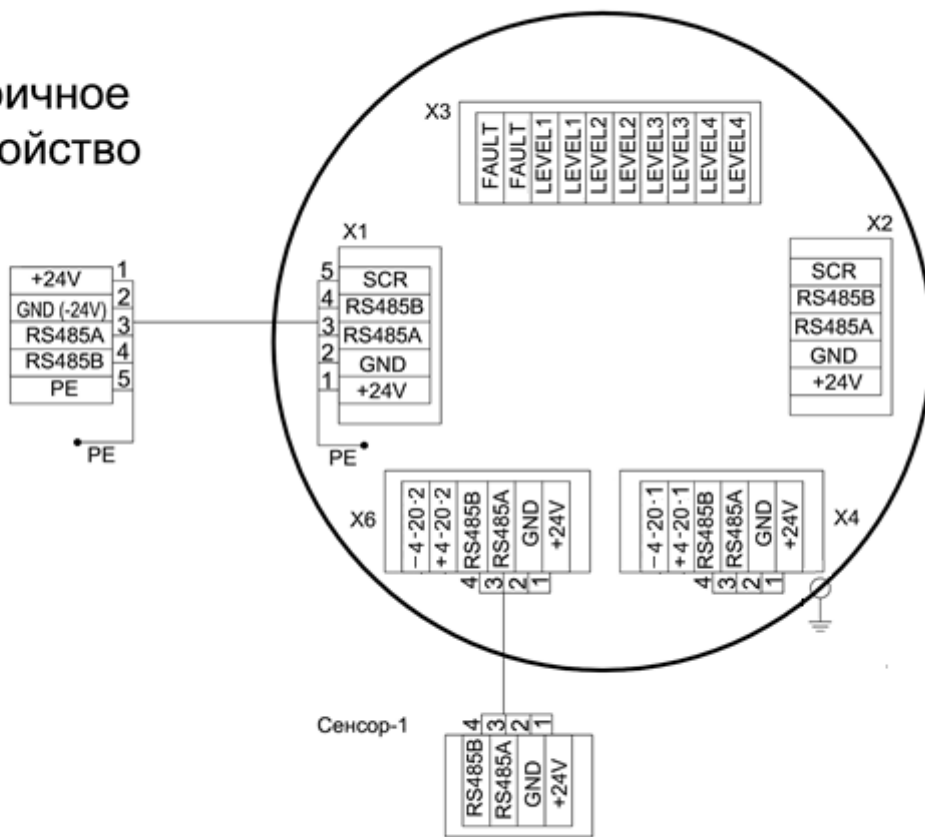 ричное
ойство
X3
FAULT
FAULT
LEVEL1
LEVEL1
LEVEL2
LEVEL2
LEVEL3
LEVEL3
LEVEL4
LEVEL4
+24V 1
GND (-24V) 2
RS485A 3
RS485B 4
PE 5
PE
X1
5 SCR
4 RS485B
3 RS485A
2 GND
1 +24V
PE
X2
SCR
RS485B
RS485A
GND
+24V
X6
−4-20-2
+4-20-2
RS485B
RS485A
GND
+24V
4 3 2 1
X4
−4-20-1
+4-20-1
RS485B
RS485A
GND
+24V
4 3 2 1
Сенсор-1
4 3 2 1
RS485B
RS485A
GND
+24V